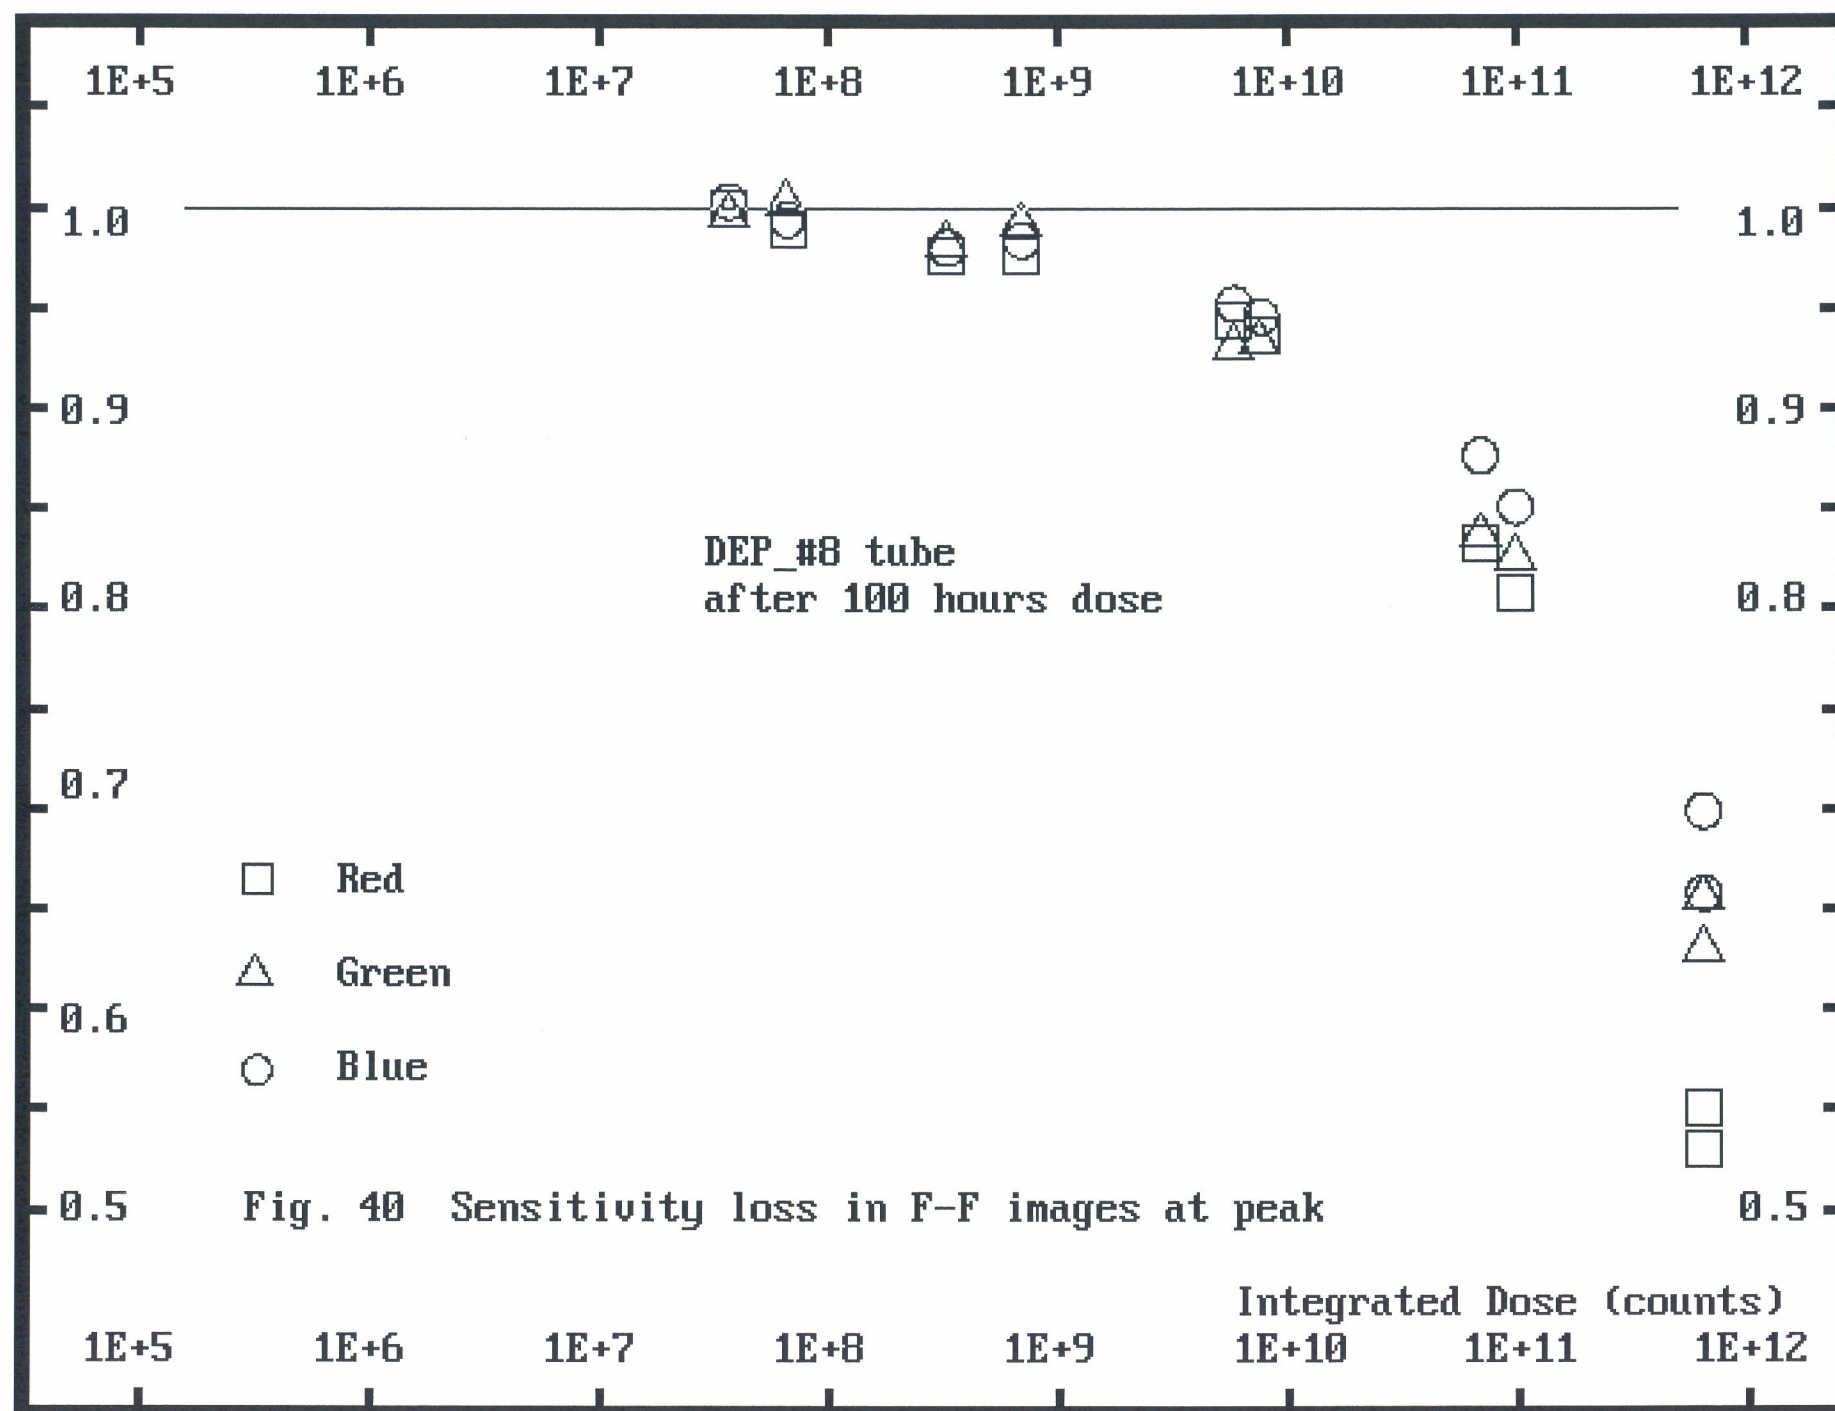 1E+5 1E+6 1E+7 1E+8 1E+9 1E+10 1E+11 1E+12
1.0 1.0
0.9 0.9
DEP_#8 tube
after 100 hours dose
0.8 0.8
0.7
Red
Green
0.6
Blue
0.5 Fig. 40 Sensitivity loss in F-F images at peak 0.5
Integrated Dose (counts)
1E+5 1E+6 1E+7 1E+8 1E+9 1E+10 1E+11 1E+12